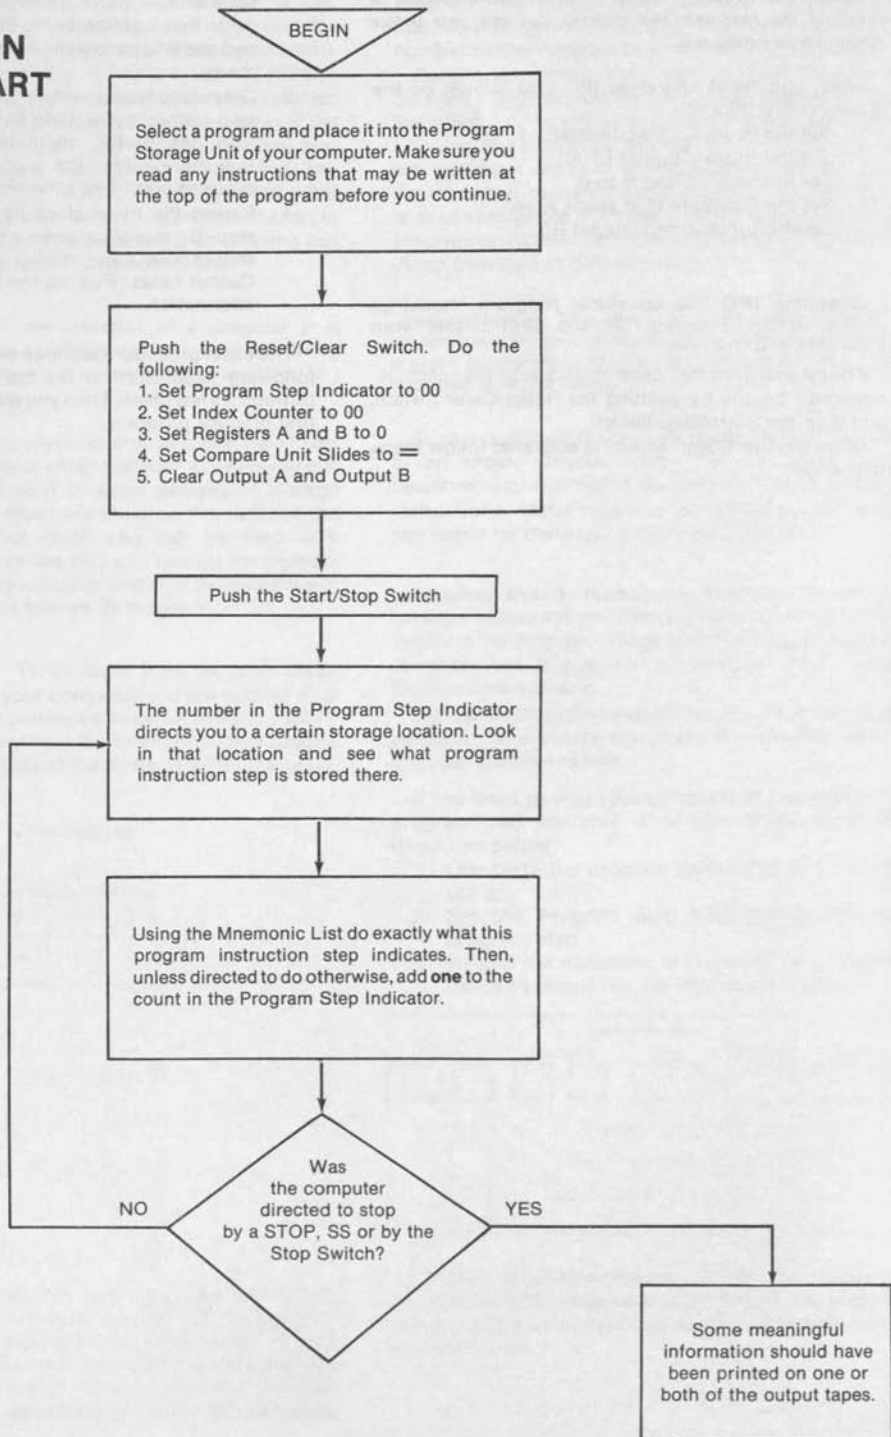 ON
ART
BEGIN
Select a program and place it into the Program
Storage Unit of your computer. Make sure you
read any instructions that may be written at
the top of the program before you continue.
Push the Reset/Clear Switch. Do the
following:
1. Set Program Step Indicator to 00
2. Set Index Counter to 00
3. Set Registers A and B to 0
4. Set Compare Unit Slides to =
5. Clear Output A and Output B
Push the Start/Stop Switch
The number in the Program Step Indicator
directs you to a certain storage location. Look
in that location and see what program
instruction step is stored there.
Using the Mnemonic List do exactly what this
program instruction step indicates. Then,
unless directed to do otherwise, add one to the
count in the Program Step Indicator.
Was
the computer
directed to stop
by a STOP, SS or by the
Stop Switch?
NO
YES
Some meaningful
information should have
been printed on one or
both of the output tapes.